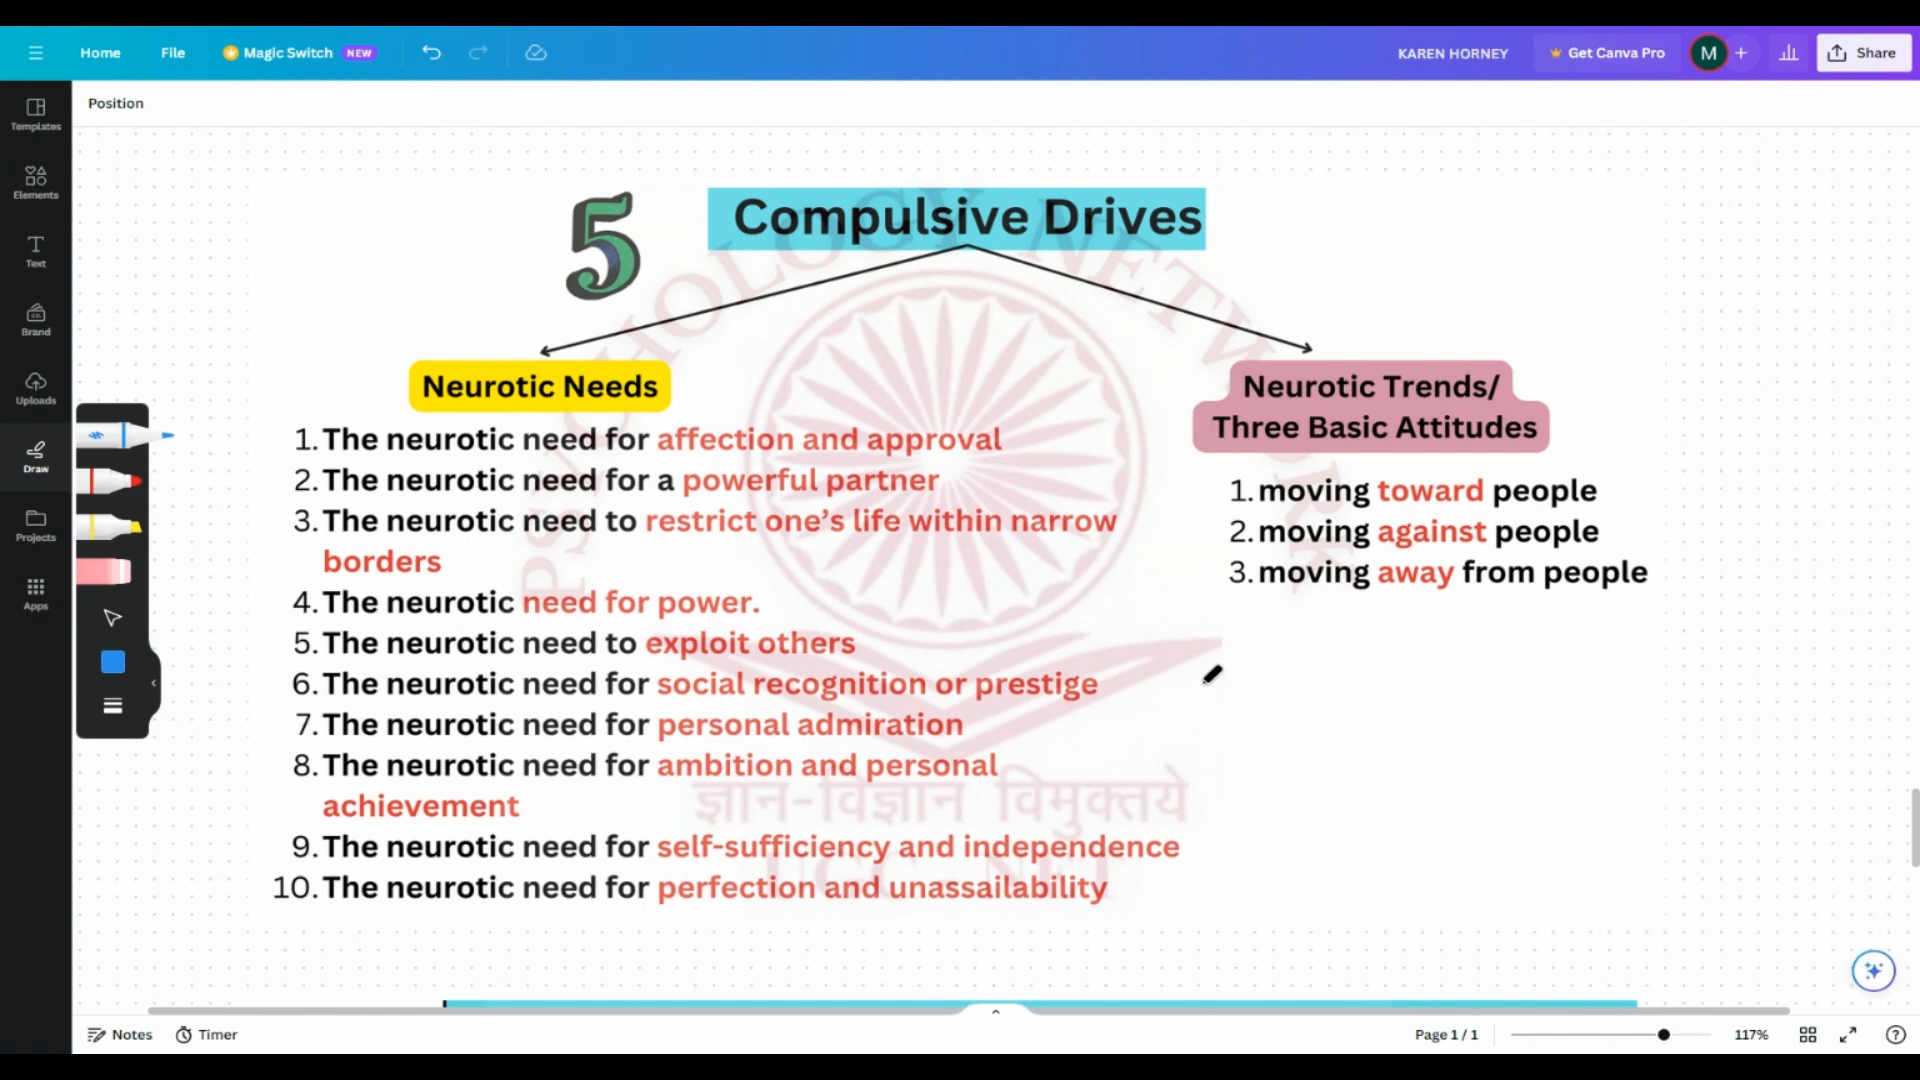 Home File Magic Switch NEW KAREN HORNEY Get Canva Pro M + Share
Position
Templates
Elements
Text
Brand
Uploads
Draw
Projects
Apps
5 Compulsive Drives
Neurotic Needs
1. The neurotic need for affection and approval
2. The neurotic need for a powerful partner
3. The neurotic need to restrict one’s life within narrow
borders
4. The neurotic need for power.
5. The neurotic need to exploit others
6. The neurotic need for social recognition or prestige
7. The neurotic need for personal admiration
8. The neurotic need for ambition and personal
achievement
9. The neurotic need for self-sufficiency and independence
10. The neurotic need for perfection and unassailability
Neurotic Trends/
Three Basic Attitudes
1. moving toward people
2. moving against people
3. moving away from people
PSYCHOLOGY NETWORK
ज्ञान-विज्ञान विमुक्तये
UGC-NET
Notes Timer Page 1 / 1 117%